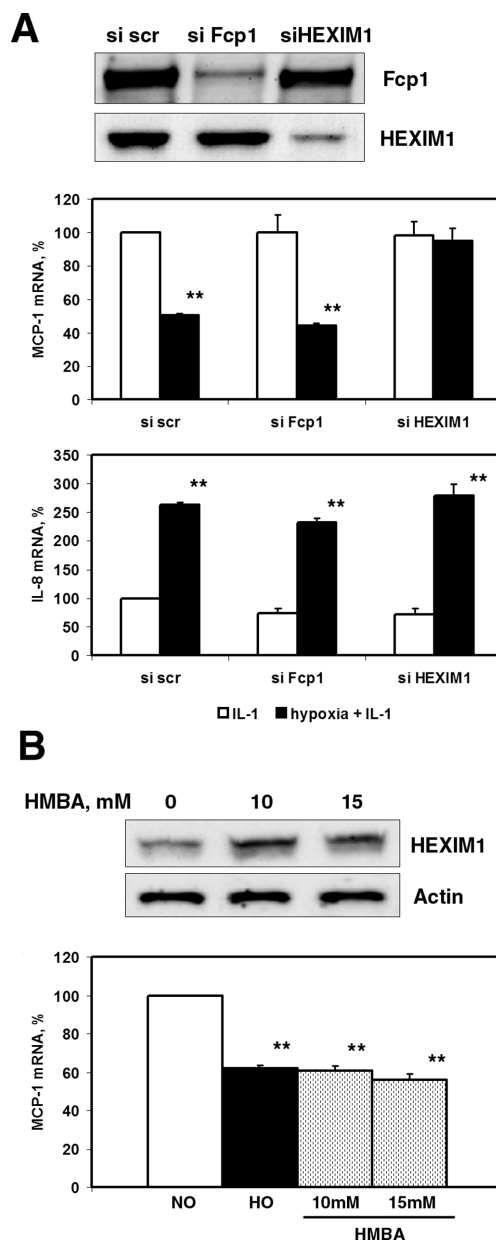 A
si scr si Fcp1 siHEXIM1
Fcp1
HEXIM1
MCP-1 mRNA, %
120
100
80
60
40
20
0
**
**
si scr si Fcp1 si HEXIM1
IL-8 mRNA, %
350
300
250
200
150
100
50
0
**
**
**
si scr si Fcp1 si HEXIM1
IL-1 hypoxia + IL-1
B
HMBA, mM 0 10 15
HEXIM1
Actin
MCP-1 mRNA, %
120
100
80
60
40
20
0
**
**
**
NO HO 10mM 15mM
HMBA